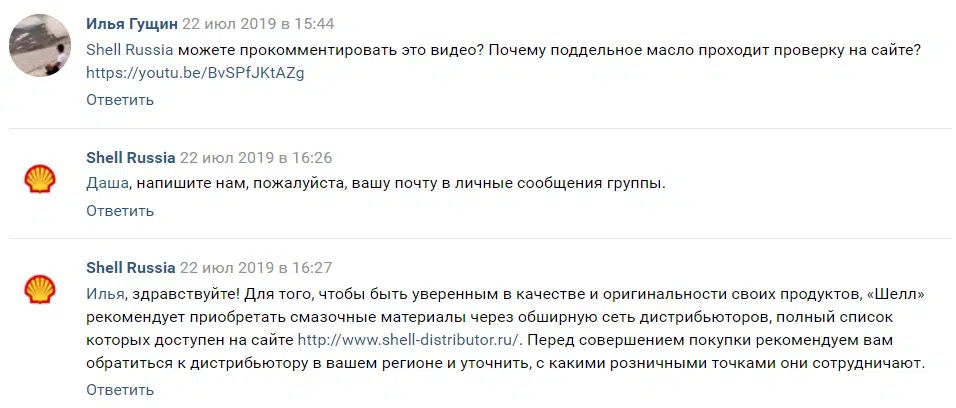 Илья Гущин 22 июл 2019 в 15:44
Shell Russia можете прокомментировать это видео? Почему поддельное масло проходит проверку на сайте?
https://youtu.be/BvSPfJKtAZg
Ответить
Shell Russia 22 июл 2019 в 16:26
Даша, напишите нам, пожалуйста, вашу почту в личные сообщения группы.
Ответить
Shell Russia 22 июл 2019 в 16:27
Илья, здравствуйте! Для того, чтобы быть уверенным в качестве и оригинальности своих продуктов, «Шелл»
рекомендует приобретать смазочные материалы через обширную сеть дистрибьюторов, полный список
которых доступен на сайте http://www.shell-distributor.ru/. Перед совершением покупки рекомендуем вам
обратиться к дистрибьютору в вашем регионе и уточнить, с какими розничными точками они сотрудничают.
Ответить